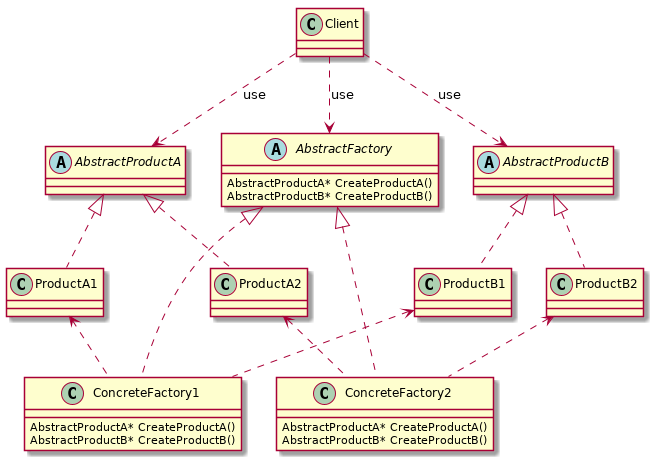 C Client
use
use
use
A AbstractProductA
A AbstractFactory
AbstractProductA* CreateProductA()
AbstractProductB* CreateProductB()
A AbstractProductB
C ProductA1
C ProductA2
C ProductB1
C ProductB2
C ConcreteFactory1
AbstractProductA* CreateProductA()
AbstractProductB* CreateProductB()
C ConcreteFactory2
AbstractProductA* CreateProductA()
AbstractProductB* CreateProductB()